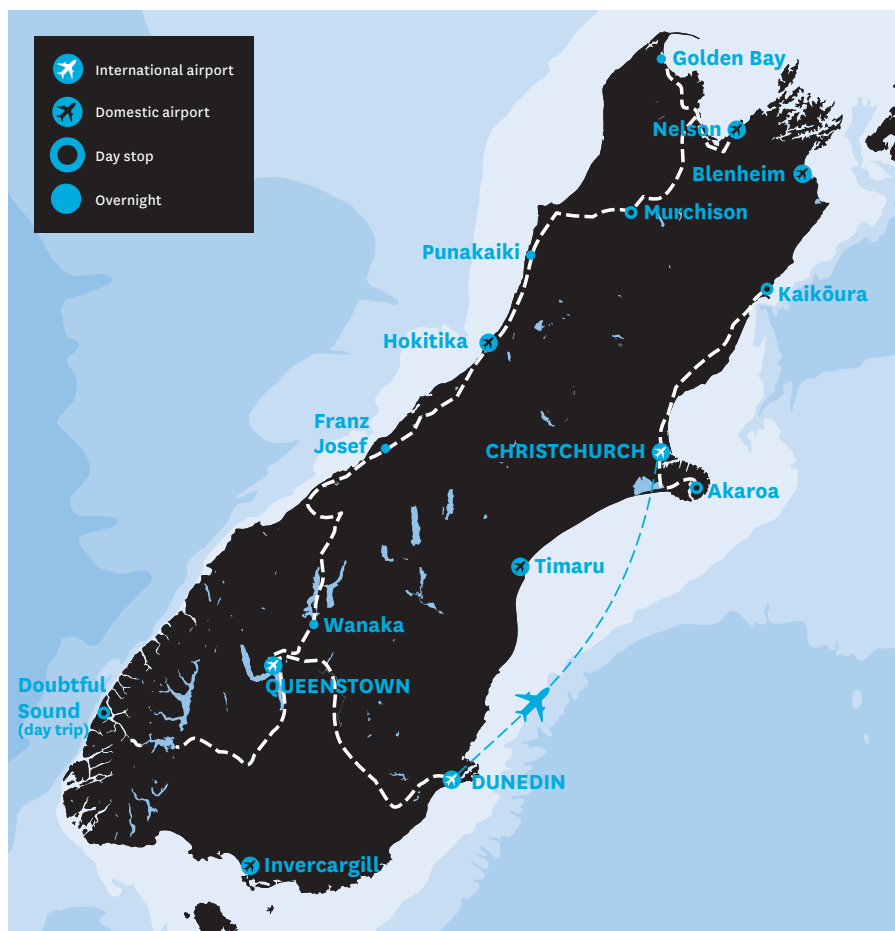 International airport
Domestic airport
Day stop
Overnight
Golden Bay
Nelson
Blenheim
Murchison
Punakaiki
Kaikōura
Hokitika
Franz
Josef
CHRISTCHURCH
Akaroa
Timaru
Wanaka
QUEENSTOWN
Doubtful
Sound
(day trip)
DUNEDIN
Invercargill